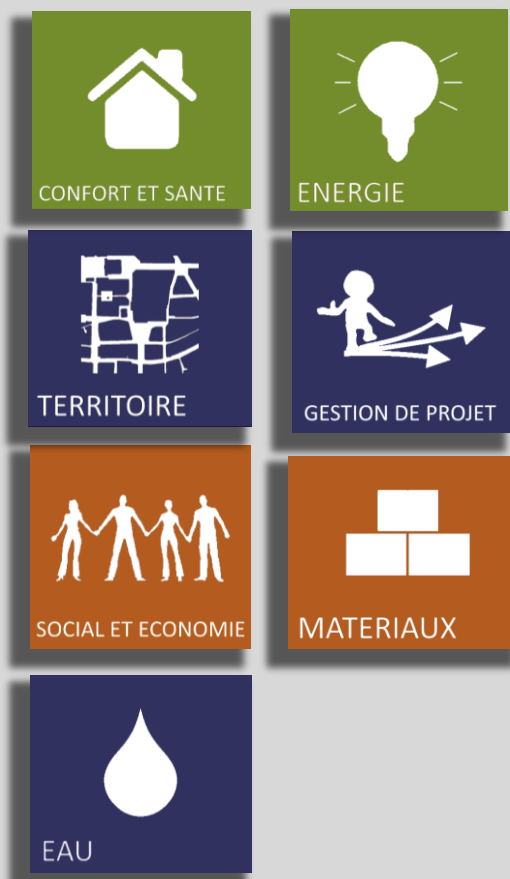 CONFORT ET SANTE
ENERGIE
TERRITOIRE
GESTION DE PROJET
SOCIAL ET ECONOMIE
MATERIAUX
EAU